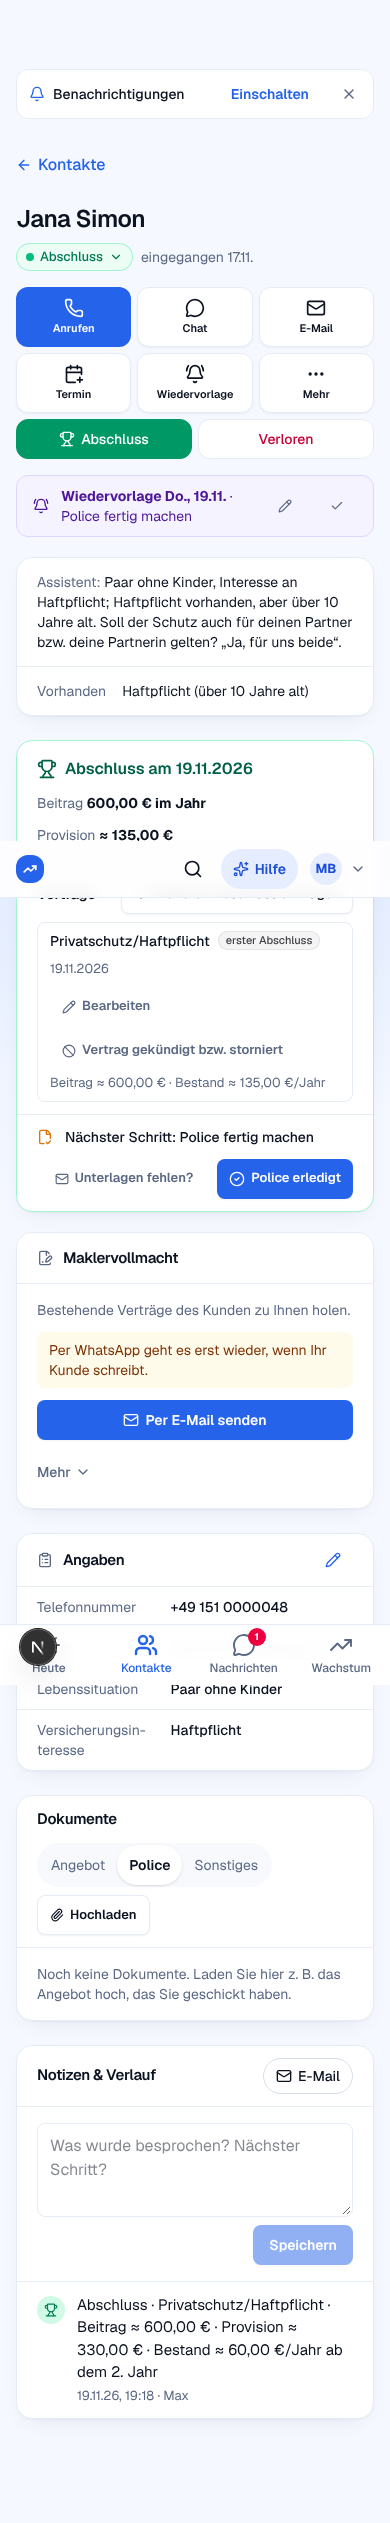 Benachrichtigungen Einschalten
Kontakte
Jana Simon
Abschluss eingegangen 17.11.
Anrufen Chat E-Mail
Termin Wiedervorlage Mehr
Abschluss Verloren
Wiedervorlage Do., 19.11. ·
Police fertig machen
Assistent: Paar ohne Kinder, Interesse an
Haftpflicht; Haftpflicht vorhanden, aber über 10
Jahre alt. Soll der Schutz auch für deinen Partner
bzw. deine Partnerin gelten? „Ja, für uns beide“.
Vorhanden Haftpflicht (über 10 Jahre alt)
Abschluss am 19.11.2026
Beitrag 600,00 € im Jahr
Provision ≈ 135,00 €
Hilfe MB
Privatschutz/Haftpflicht erster Abschluss
19.11.2026
Bearbeiten
Vertrag gekündigt bzw. storniert
Beitrag ≈ 600,00 € · Bestand ≈ 135,00 €/Jahr
Nächster Schritt: Police fertig machen
Unterlagen fehlen? Police erledigt
Maklervollmacht
Bestehende Verträge des Kunden zu Ihnen holen.
Per WhatsApp geht es erst wieder, wenn Ihr
Kunde schreibt.
Per E-Mail senden
Mehr
Angaben
Telefonnummer +49 151 0000048
N 1
Heute Kontakte Nachrichten Wachstum
Lebenssituation Paar ohne Kinder
Versicherungsin-
teresse
Haftpflicht
Dokumente
Angebot Police Sonstiges
Hochladen
Noch keine Dokumente. Laden Sie hier z. B. das
Angebot hoch, das Sie geschickt haben.
Notizen & Verlauf E-Mail
Was wurde besprochen? Nächster
Schritt?
Speichern
Abschluss · Privatschutz/Haftpflicht ·
Beitrag ≈ 600,00 € · Provision ≈
330,00 € · Bestand ≈ 60,00 €/Jahr ab
dem 2. Jahr
19.11.26, 19:18 · Max